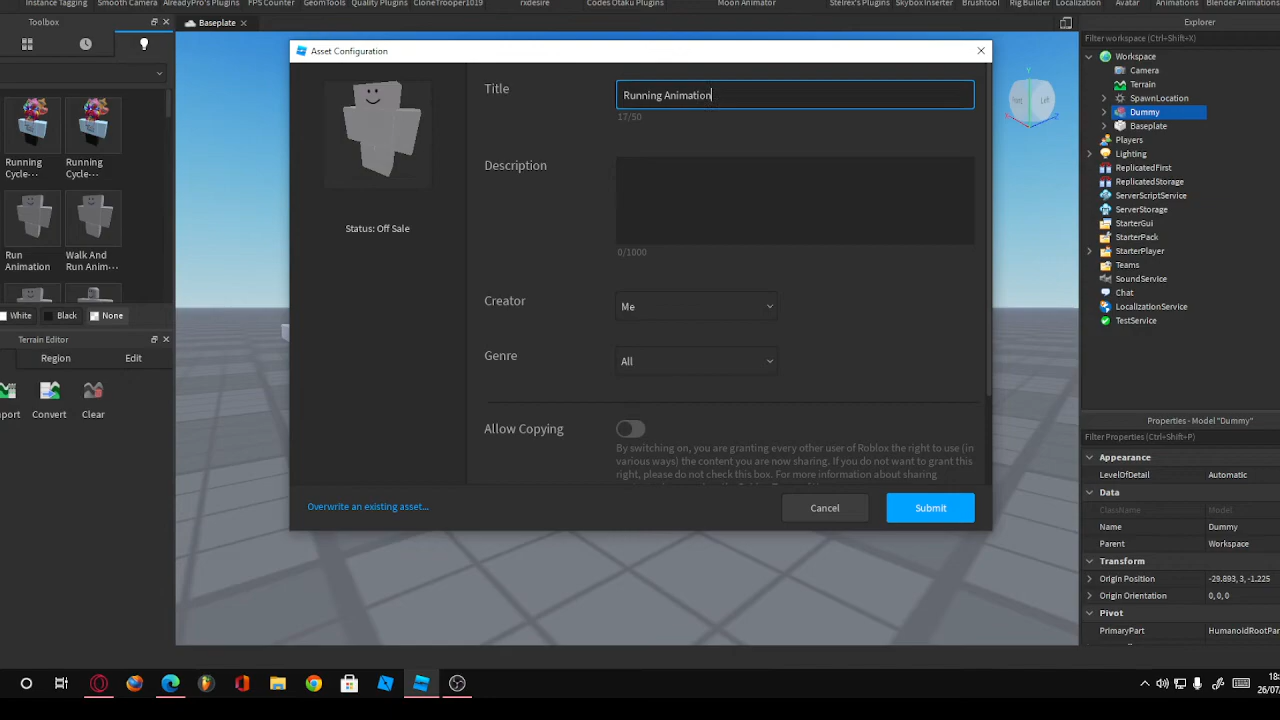 Instance Tagging Smooth Camera AlreadyPro's Plugins FPS Counter GeomTools Quality Plugins CloneTrooper1019 rxdesire Codes Otaku Plugins Moon Animator Stelrex's Plugins Skybox Inserter Brushtool Rig Builder Localization Avatar Animations Blender Animations
Toolbox
Baseplate
Explorer
Filter workspace (Ctrl+Shift+X)
Asset Configuration
Title
Running Animation
17/50
Description
0/1000
Status: Off Sale
Creator
Me
Genre
All
Allow Copying
By switching on, you are granting every other user of Roblox the right to use (in
various ways) the content you are now sharing. If you do not want to grant this
right, please do not check this box. For more information about sharing
Overwrite an existing asset...
Cancel
Submit
Running
Cycle...
Running
Cycle...
Run
Animation
Walk And
Run Anim...
White
Black
None
Terrain Editor
Region
Edit
port
Convert
Clear
Left
Y
Z
Workspace
Camera
Terrain
SpawnLocation
Dummy
Baseplate
Players
Lighting
ReplicatedFirst
ReplicatedStorage
ServerScriptService
ServerStorage
StarterGui
StarterPack
StarterPlayer
Teams
SoundService
Chat
LocalizationService
TestService
Properties - Model "Dummy"
Filter Properties (Ctrl+Shift+P)
Appearance
LevelOfDetail Automatic
Data
ClassName Model
Name Dummy
Parent Workspace
Transform
Origin Position -29.893, 3, -1.225
Origin Orientation 0, 0, 0
Pivot
PrimaryPart HumanoidRootPar
18:
26/07/